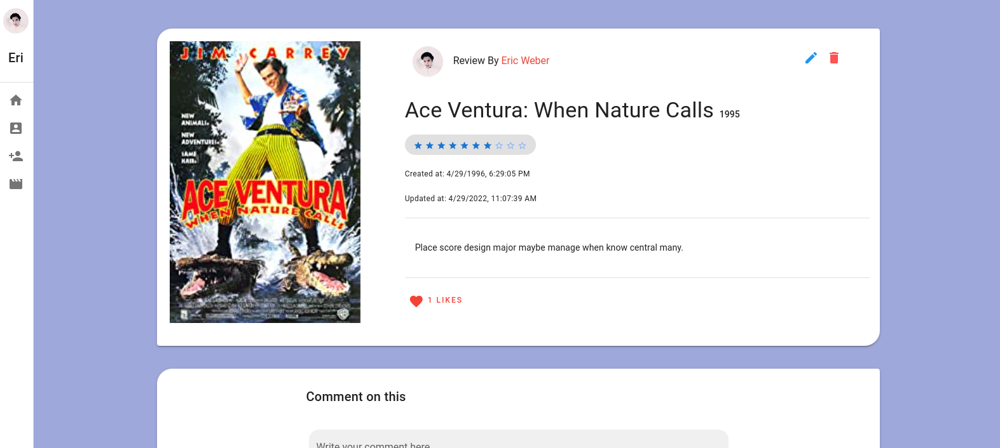 Eri
JIM CARREY
NEW
ANIMALS.
NEW
ADVENTURES.
SAME
HAIR.
ACE VENTURA
WHEN NATURE CALLS
Review By Eric Weber
Ace Ventura: When Nature Calls 1995
Created at: 4/29/1996, 6:29:05 PM
Updated at: 4/29/2022, 11:07:39 AM
Place score design major maybe manage when know central many.
1 LIKES
Comment on this
Write your comment here